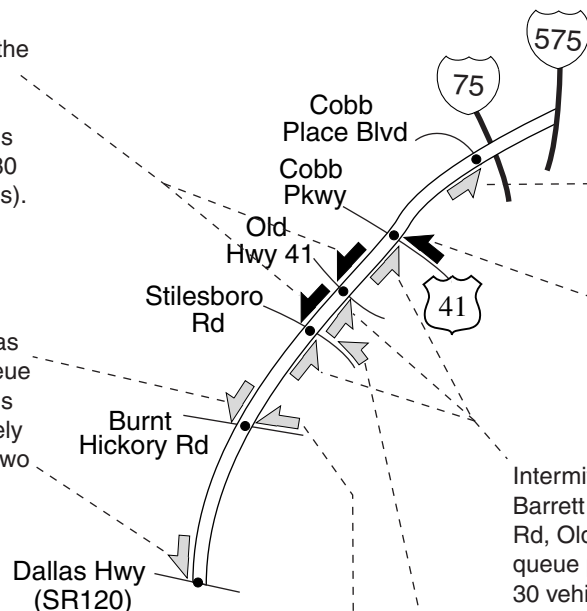 the
s
30
s).
575
75
Cobb
Place Blvd
Cobb
Pkwy
Old
Hwy 41
41
Stilesboro
Rd
as
eue
s
ely
wo
Burnt
Hickory Rd
Intermi
Barrett
Rd, Old
queue
30 vehi
Dallas Hwy
(SR120)